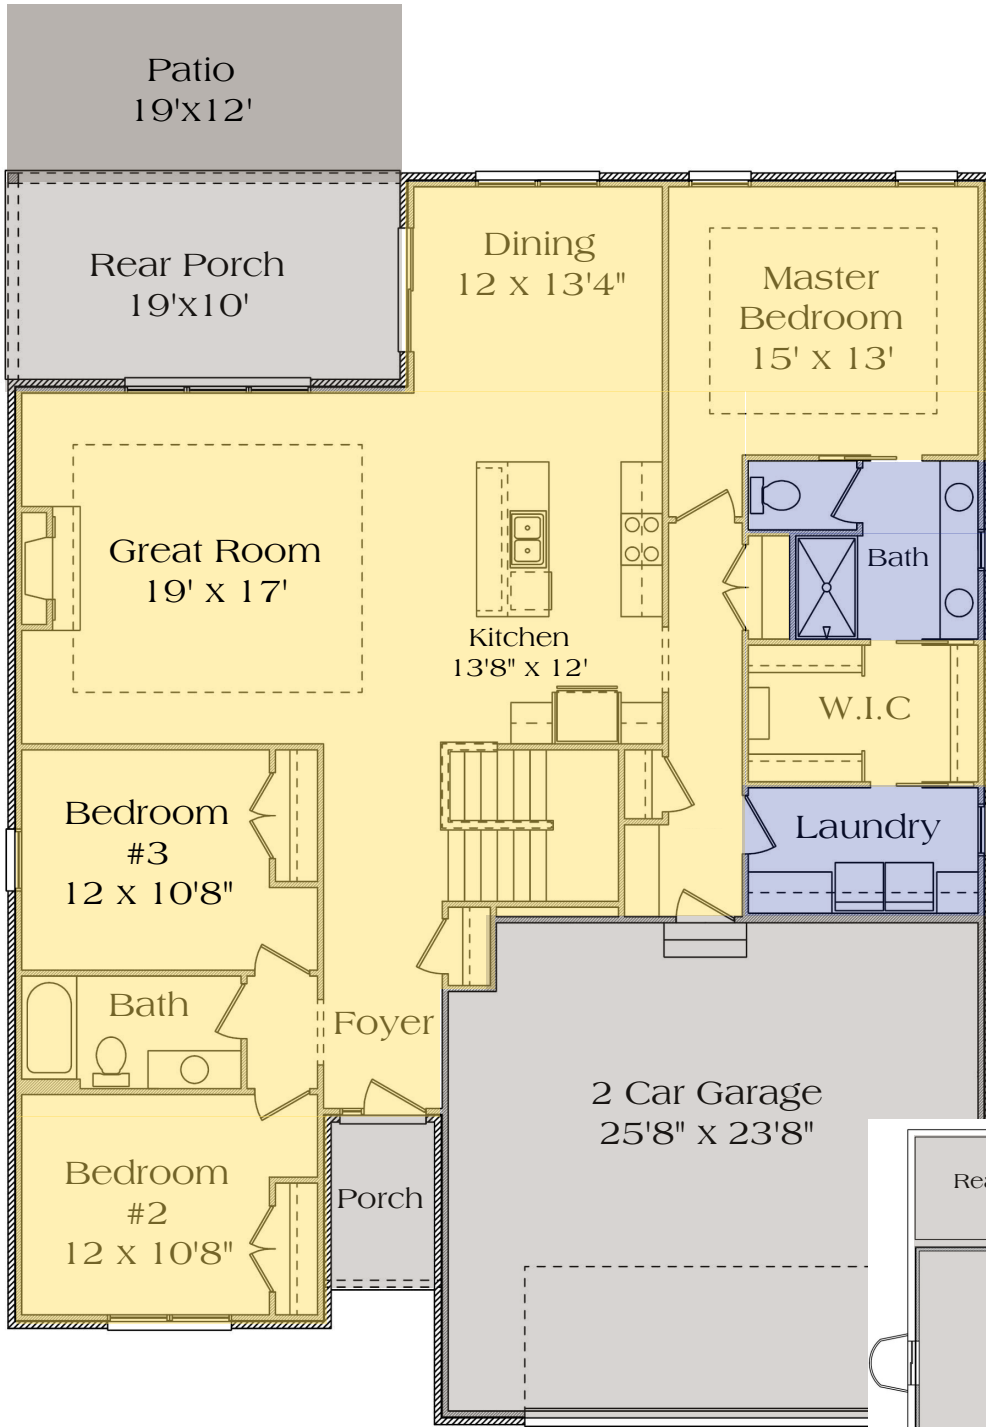 Patio
19'x12'
Rear Porch
19'x10'
Dining
12 x 13'4"
Master
Bedroom
15' x 13'
Great Room
19' x 17'
Bath
Kitchen
13'8" x 12'
W.I.C
Bedroom
#3
12 x 10'8"
Laundry
Bath
Foyer
2 Car Garage
25'8" x 23'8"
Bedroom
#2
12 x 10'8"
Porch
Rea